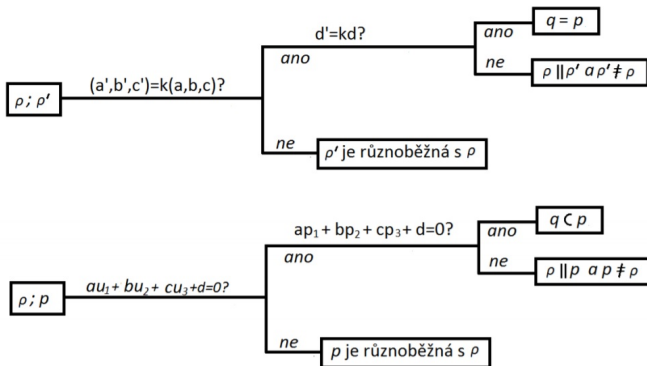 d'=kd?
ano
q = p
(a',b',c')=k(a,b,c)?
ano
ne
ρ ∥ ρ' a ρ' ≠ ρ
ρ ; ρ'
ne
ρ' je různoběžná s ρ
ap₁ + bp₂ + cp₃ + d=0?
ano
q ⊂ p
au₁+ bu₂ + cu₃+d=0?
ano
ne
ρ ∥ p a p ≠ ρ
ρ ; p
ne
p je různoběžná s ρ